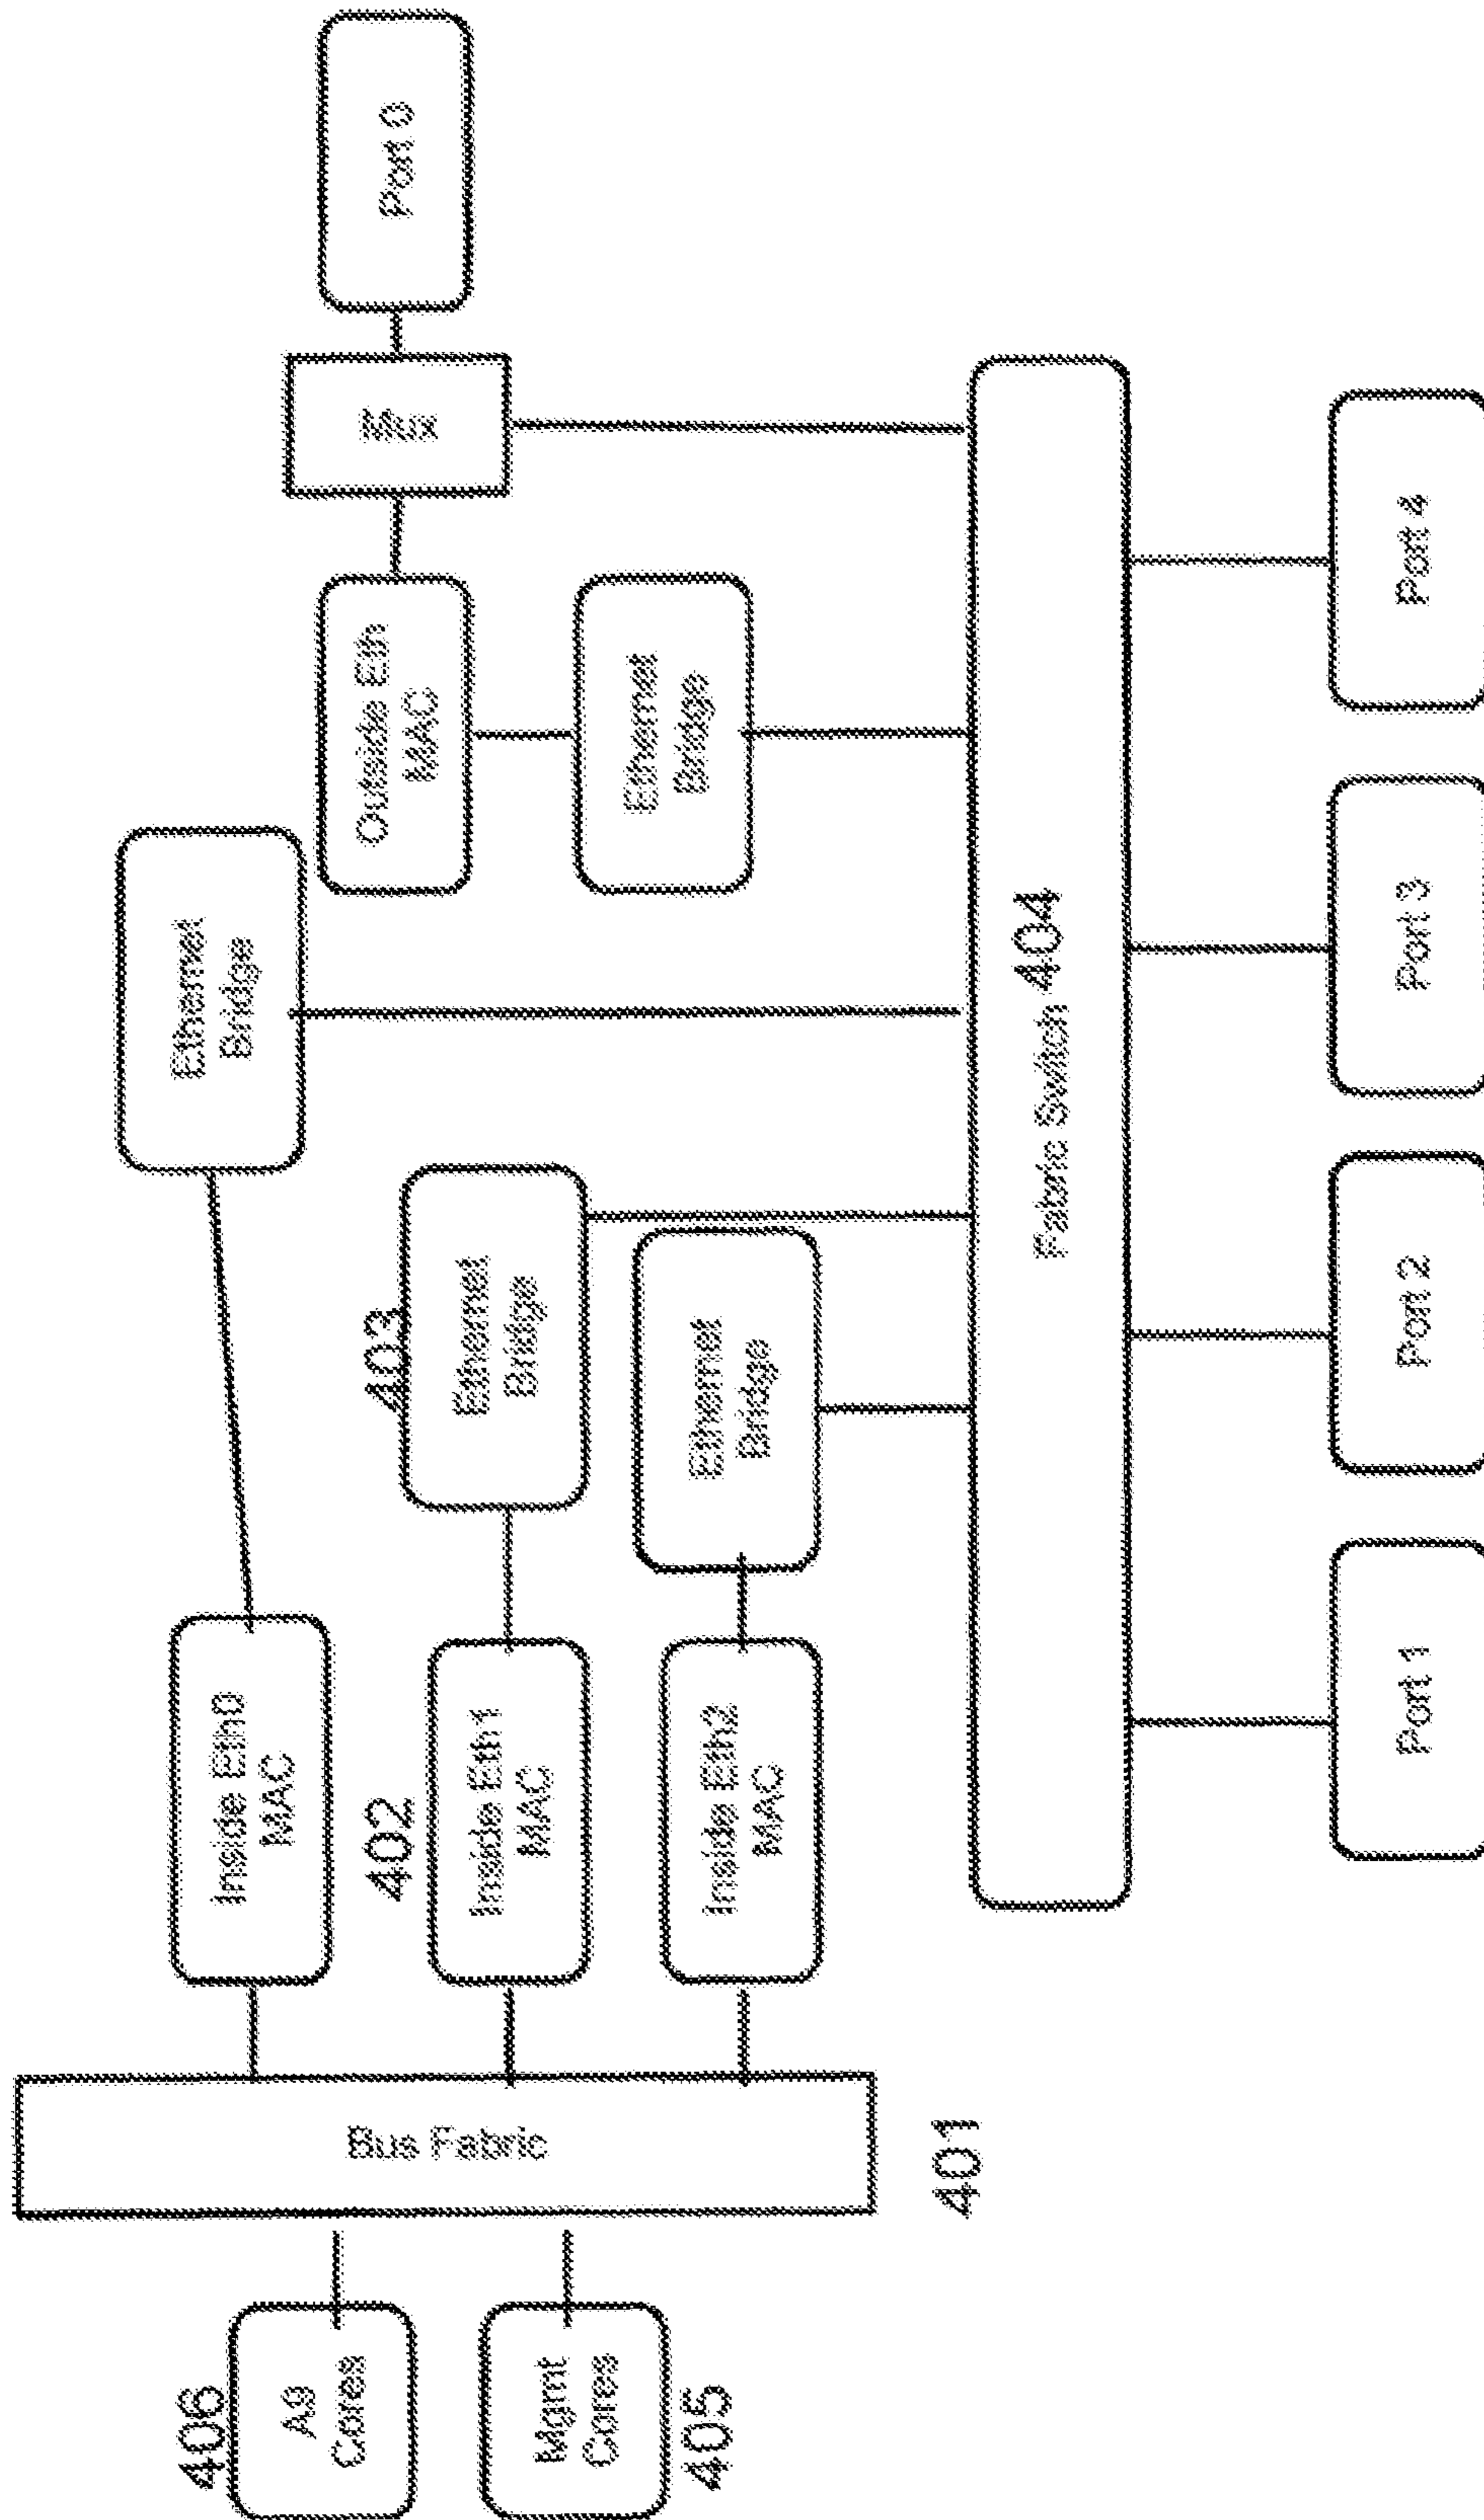 406
A9
Cores
Mgmt
Cores
405
Bus Fabric
401
Inside Eth0
MAC
402
Inside Eth1
MAC
Inside Eth2
MAC
Ethernet
Bridge
403
Ethernet
Bridge
Ethernet
Bridge
Outside Eth
MAC
Ethernet
Bridge
Mux
Port 0
Fabric Switch 404
Port 1
Port 2
Port 3
Port 4